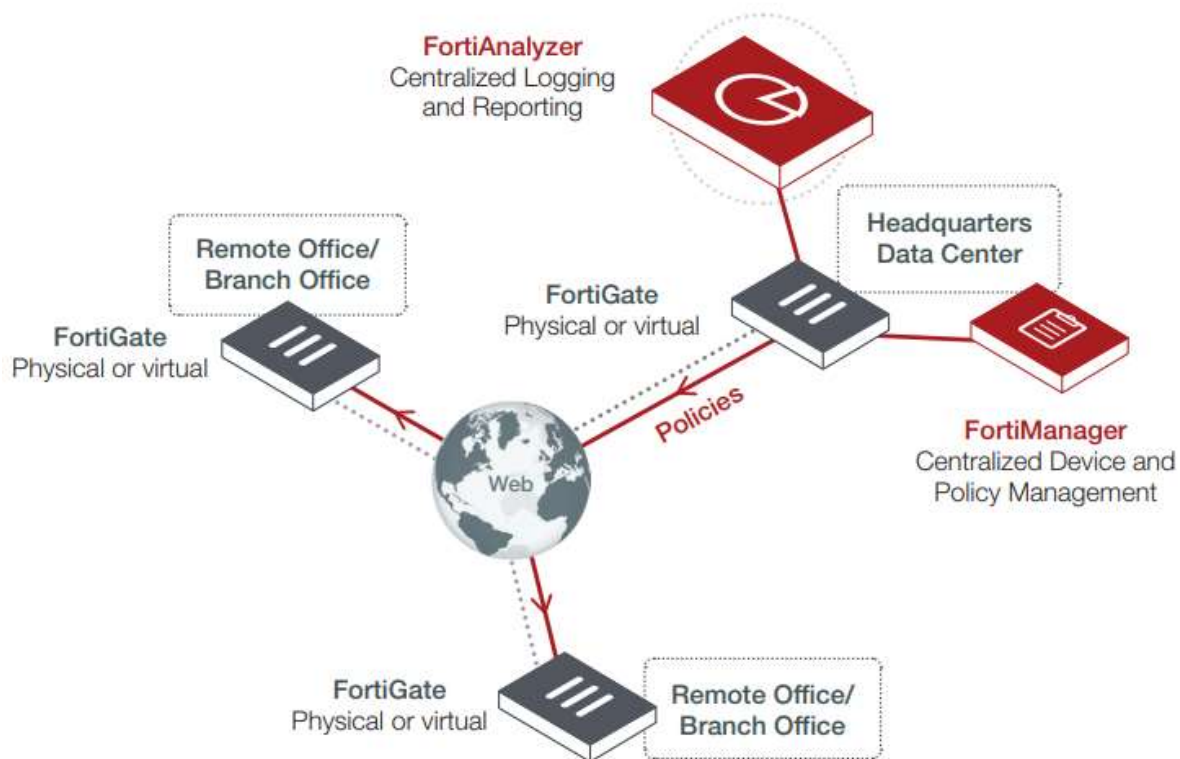 FortiAnalyzer
Centralized Logging
and Reporting
Headquarters
Data Center
Remote Office/
Branch Office
FortiGate
Physical or virtual
FortiGate
Physical or virtual
Policies
FortiManager
Centralized Device and
Policy Management
Web
FortiGate
Physical or virtual
Remote Office/
Branch Office